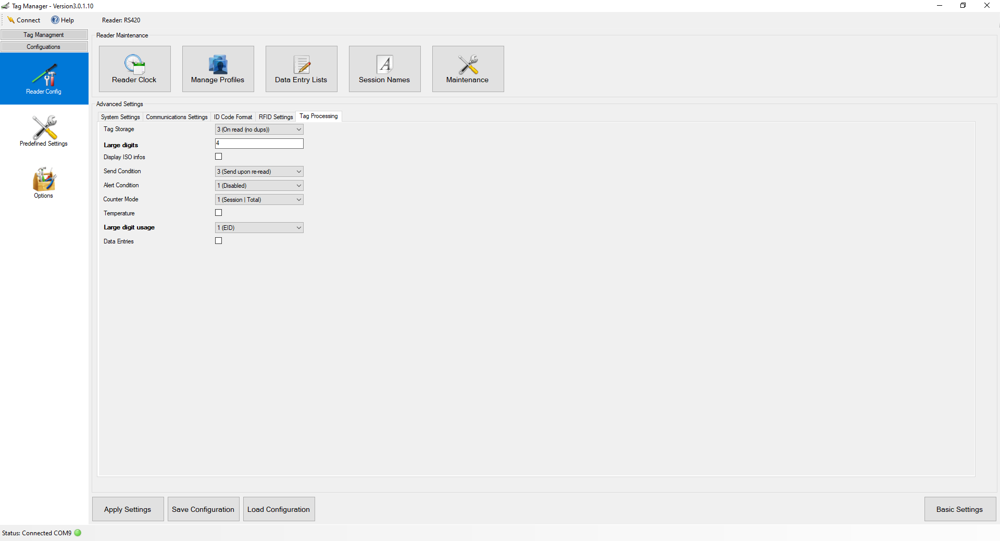 Tag Manager - Version3.0.1.10
Connect
Help
Reader: RS420
Tag Managment
Configuations
Reader Config
Predefined Settings
Options
Reader Maintenance
Reader Clock
Manage Profiles
Data Entry Lists
Session Names
Maintenance
Advanced Settings
System Settings
Communications Settings
ID Code Format
RFID Settings
Tag Processing
Tag Storage
3 (On read (no dups))
Large digits
4
Display ISO infos
Send Condition
3 (Send upon re-read)
Alert Condition
1 (Disabled)
Counter Mode
1 (Session | Total)
Temperature
Large digit usage
1 (EID)
Data Entries
Apply Settings
Save Configuration
Load Configuration
Basic Settings
Status: Connected COM9